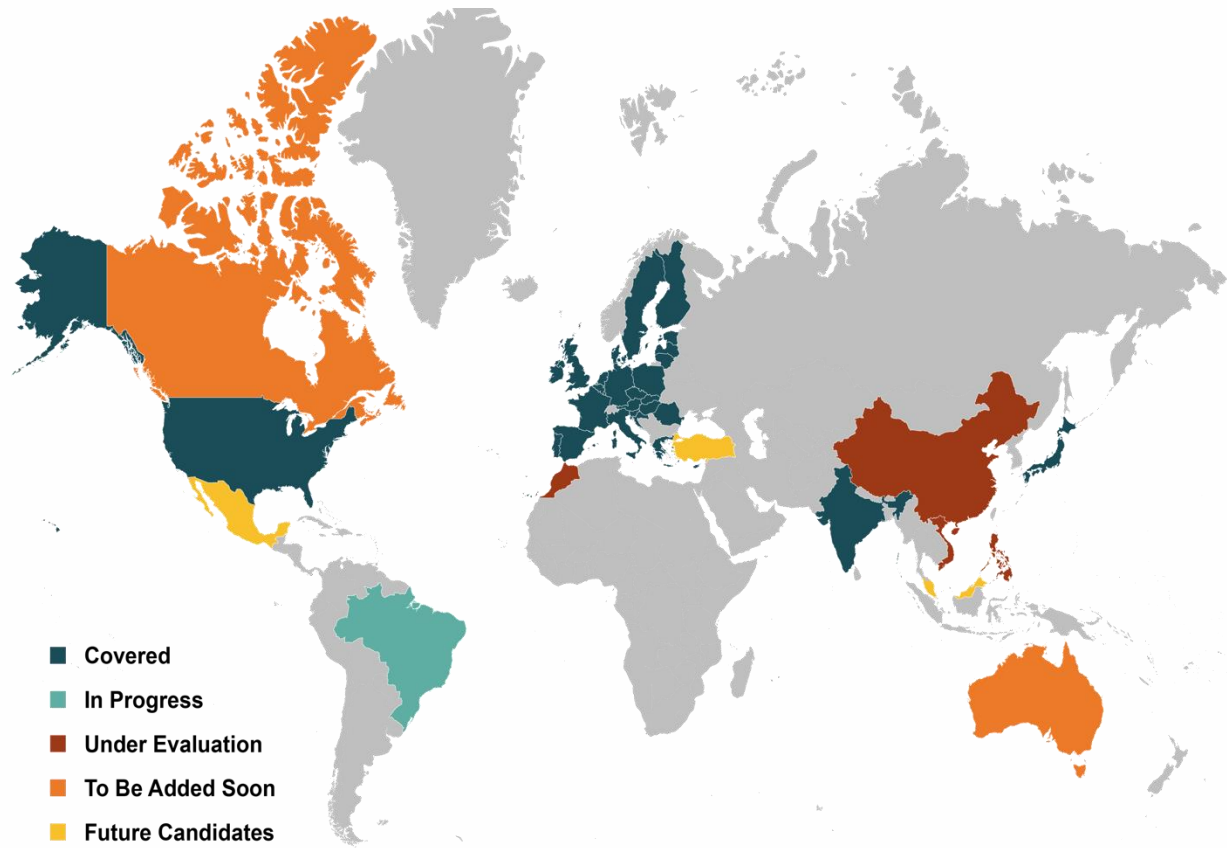 Covered
In Progress
Under Evaluation
To Be Added Soon
Future Candidates